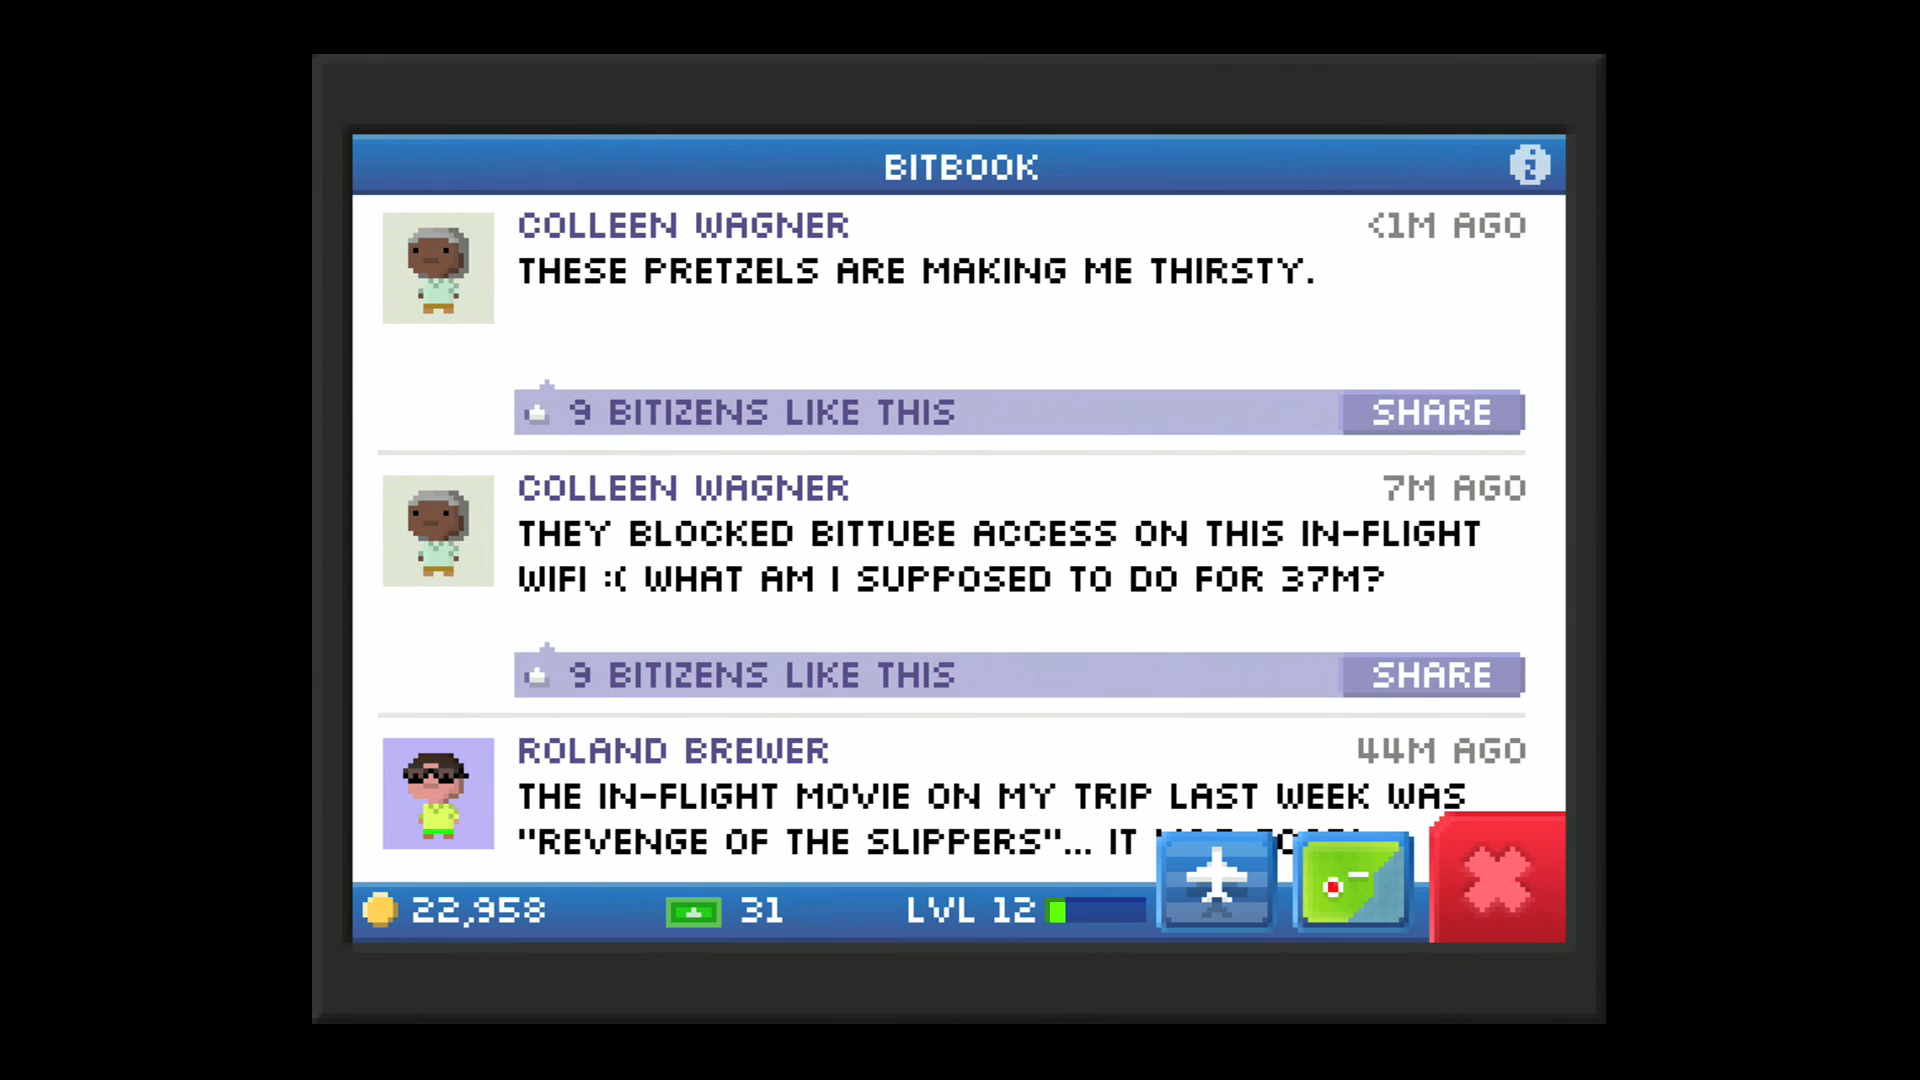 BITBOOK
COLLEEN WAGNER <1M AGO
THESE PRETZELS ARE MAKING ME THIRSTY.
9 BITIZENS LIKE THIS SHARE
COLLEEN WAGNER 7M AGO
THEY BLOCKED BITTUBE ACCESS ON THIS IN-FLIGHT
WIFI :( WHAT AM I SUPPOSED TO DO FOR 37M?
9 BITIZENS LIKE THIS SHARE
ROLAND BREWER 44M AGO
THE IN-FLIGHT MOVIE ON MY TRIP LAST WEEK WAS
"REVENGE OF THE SLIPPERS"... IT
22,958 31 LVL 12